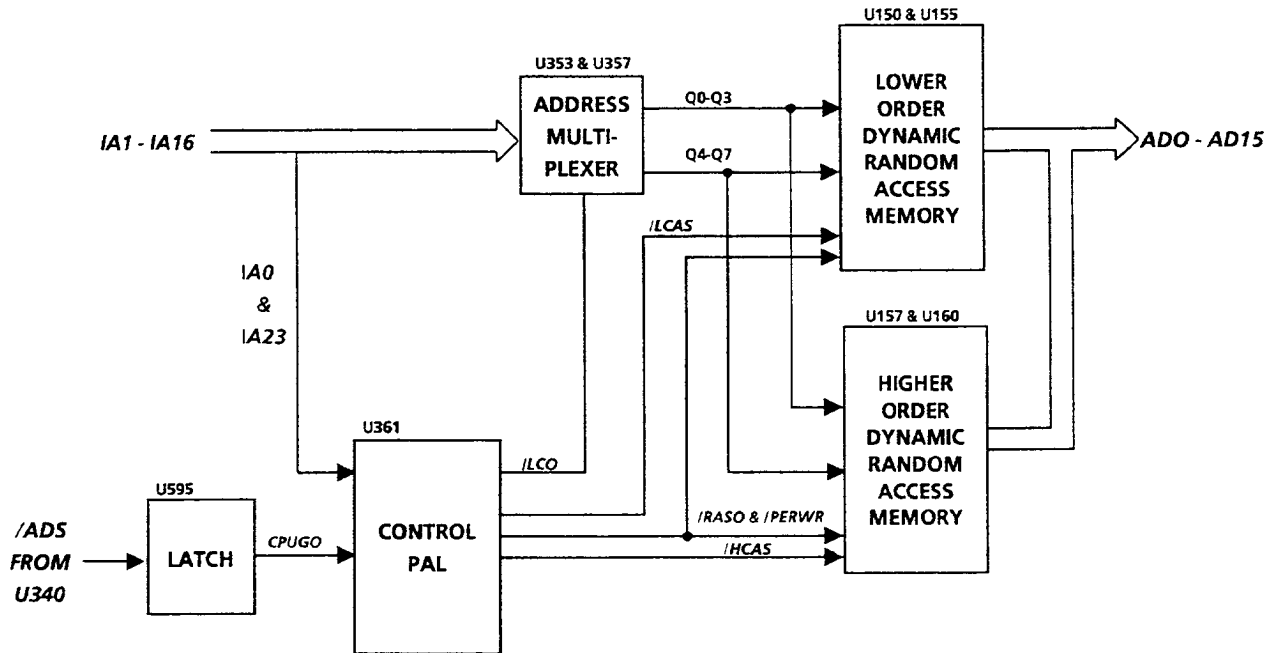 U150 & U155
LOWER
ORDER
DYNAMIC
RANDOM
ACCESS
MEMORY
U353 & U357
ADDRESS
MULTI-
PLEXER
Q0-Q3
Q4-Q7
IA1 - IA16
ADO - AD15
/LCAS
IA0
&
IA23
U157 & U160
HIGHER
ORDER
DYNAMIC
RANDOM
ACCESS
MEMORY
U361
CONTROL
PAL
/LCO
/RASO & /PERWR
/HCAS
U595
LATCH
CPUGO
/ADS
FROM
U340